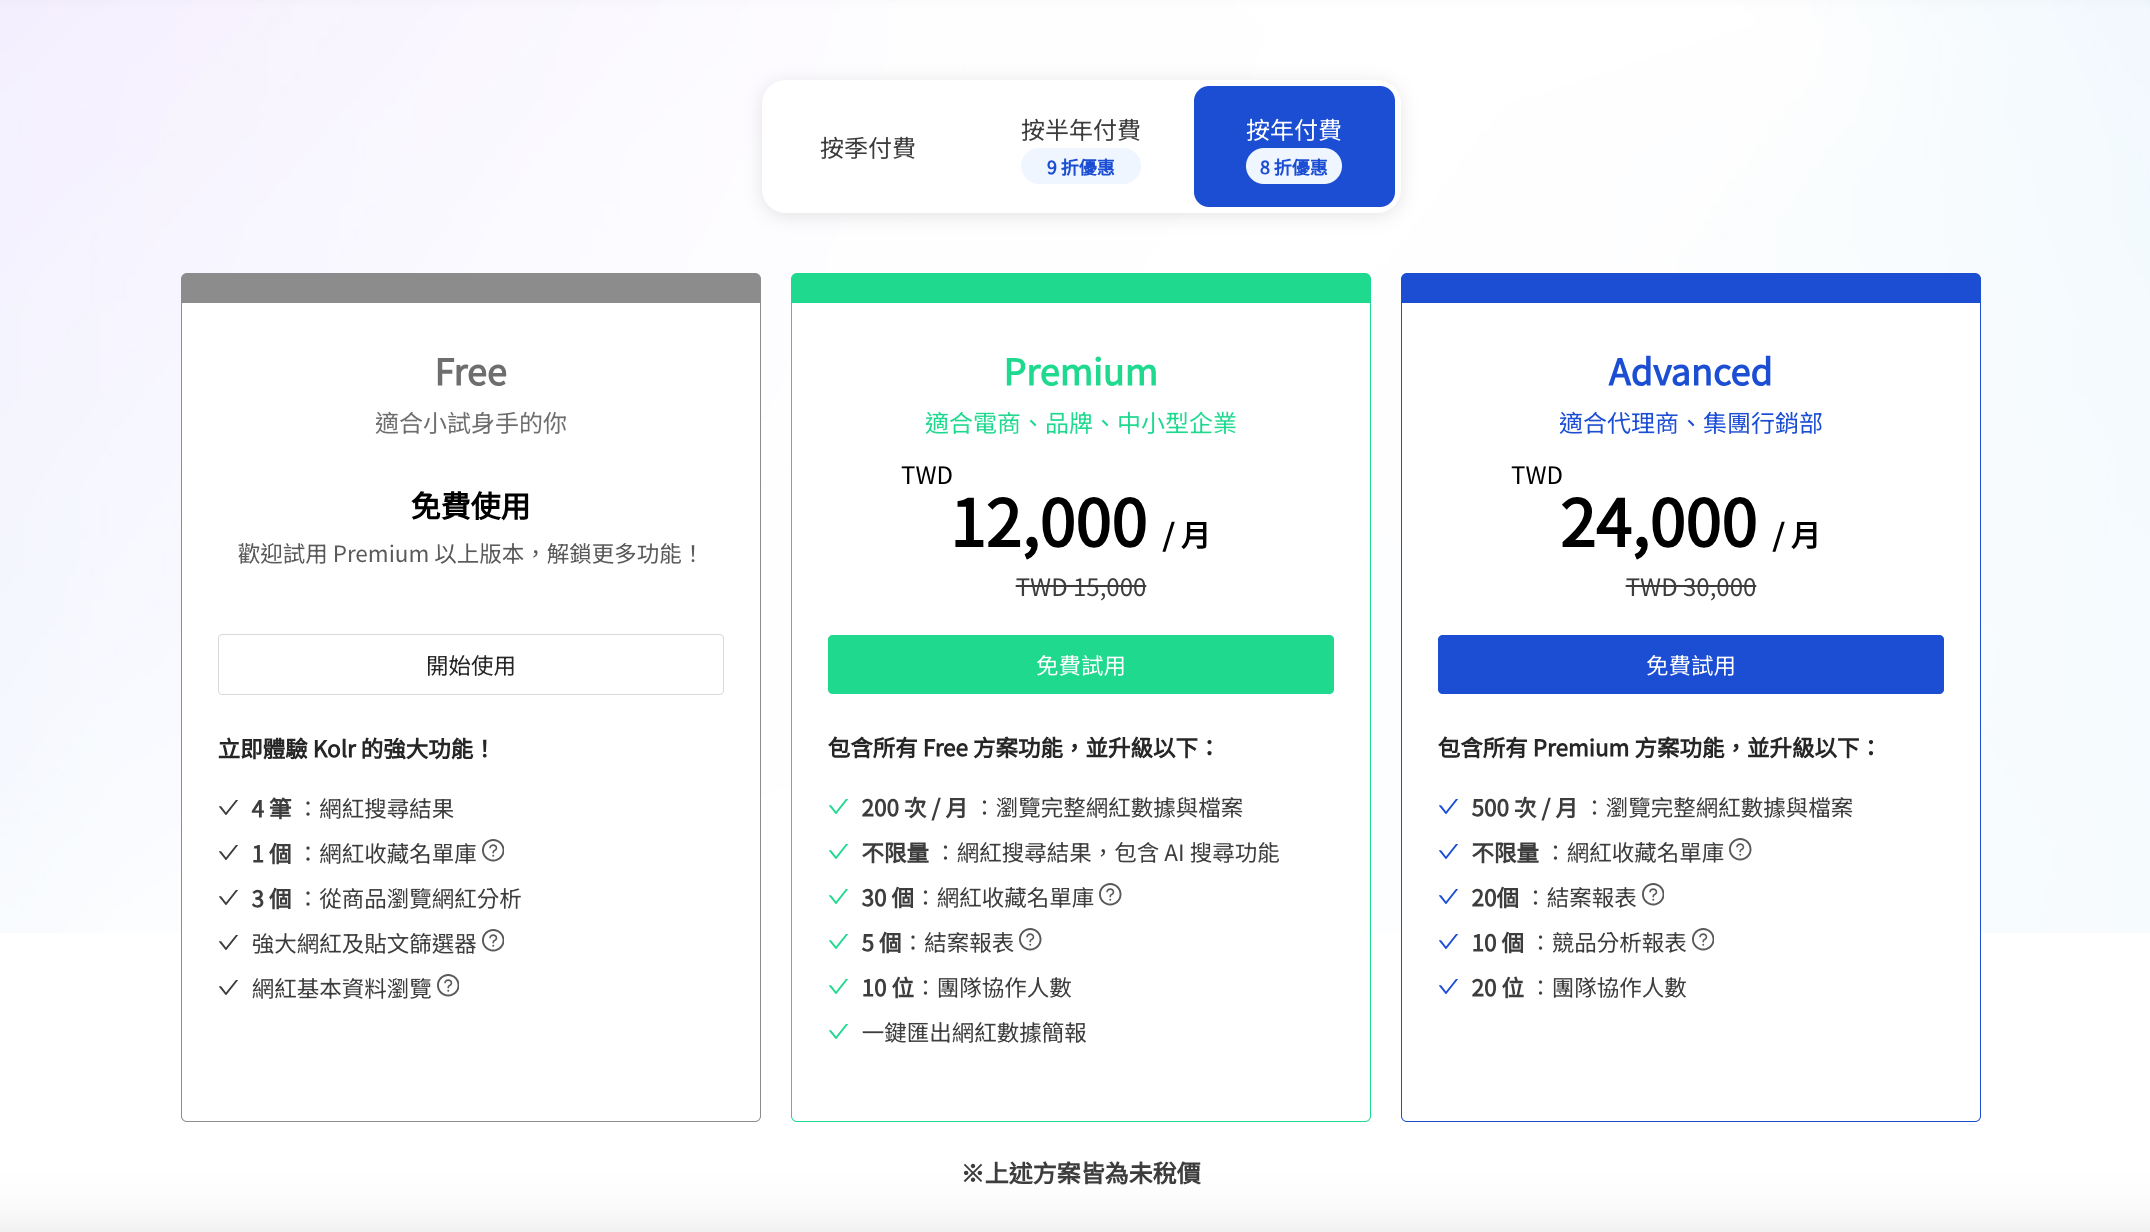 按季付費
按半年付費
9 折優惠
按年付費
8 折優惠
Free
適合小試身手的你
免費使用
歡迎試用 Premium 以上版本，解鎖更多功能！
開始使用
立即體驗 Kolr 的強大功能！
4 筆 ：網紅搜尋結果
1 個 ：網紅收藏名單庫 ?
3 個 ：從商品瀏覽網紅分析
強大網紅及貼文篩選器 ?
網紅基本資料瀏覽 ?
Premium
適合電商、品牌、中小型企業
TWD
12,000 / 月
TWD 15,000
免費試用
包含所有 Free 方案功能，並升級以下：
200 次 / 月 ：瀏覽完整網紅數據與檔案
不限量 ：網紅搜尋結果，包含 AI 搜尋功能
30 個：網紅收藏名單庫 ?
5 個：結案報表 ?
10 位：團隊協作人數
一鍵匯出網紅數據簡報
Advanced
適合代理商、集團行銷部
TWD
24,000 / 月
TWD 30,000
免費試用
包含所有 Premium 方案功能，並升級以下：
500 次 / 月 ：瀏覽完整網紅數據與檔案
不限量 ：網紅收藏名單庫 ?
20個 ：結案報表 ?
10 個 ：競品分析報表 ?
20 位 ：團隊協作人數
※上述方案皆為未稅價